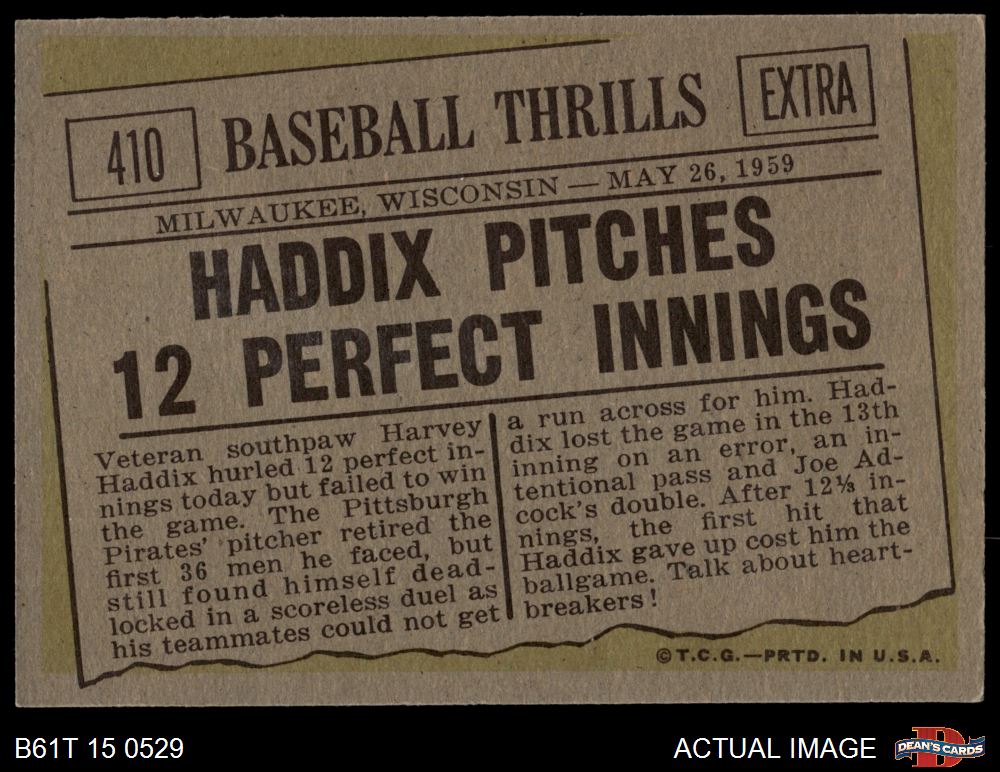 410
BASEBALL THRILLS
EXTRA
MILWAUKEE, WISCONSIN — MAY 26, 1959
HADDIX PITCHES
12 PERFECT INNINGS
Veteran southpaw Harvey
Haddix hurled 12 perfect in-
nings today but failed to win
the game. The Pittsburgh
Pirates' pitcher retired the
first 36 men he faced, but
still found himself dead-
locked in a scoreless duel as
his teammates could not get
a run across for him. Had-
dix lost the game in the 13th
inning on an error, an in-
tentional pass and Joe Ad-
cock's double. After 12⅓ in-
nings, the first hit that
Haddix gave up cost him the
ballgame. Talk about heart-
breakers!
©T.C.G.—PRTD. IN U.S.A.
B61T 15 0529
ACTUAL IMAGE
D
DEAN'S CARDS